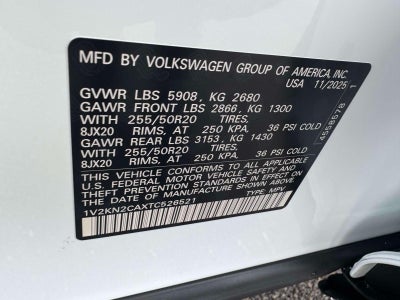 MFD BY VOLKSWAGEN GROUP OF AMERICA, INC
USA 11/2025
GVWR LBS 5908, KG 2680
GAWR FRONT LBS 2866, KG 1300
WITH 255/50R20 TIRES,
8JX20 RIMS, AT 250 KPA, 36 PSI COLD
GAWR REAR LBS 3153, KG 1430
WITH 255/50R20 TIRES,
8JX20 RIMS, AT 250 KPA, 36 PSI COLD
THIS VEHICLE CONFORMS TO ALL APPLICABLE
FEDERAL MOTOR VEHICLE SAFETY AND
THEFT PREVENTION STANDARDS IN EFFECT ON
THE DATE OF MANUFACTURE SHOWN ABOVE.
1V2KN2CAXTC526521 TYPE MPV